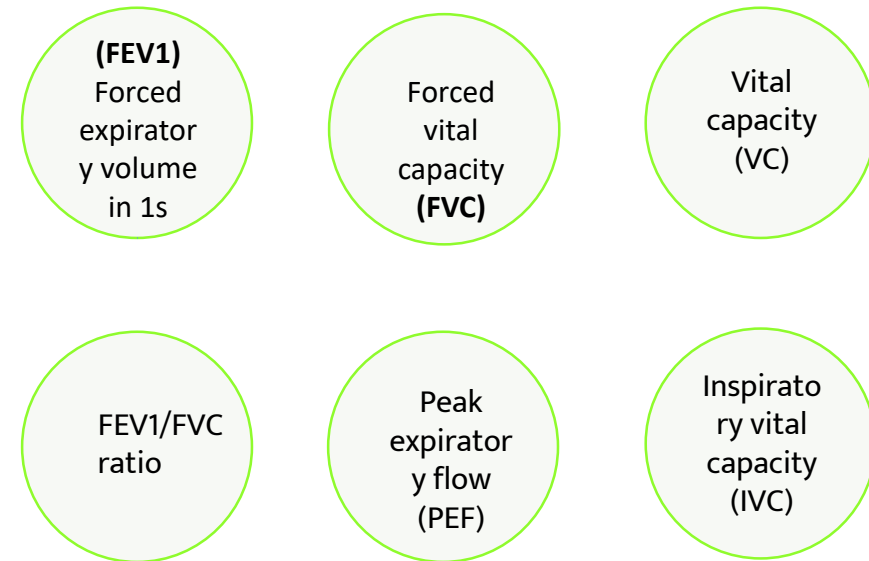 (FEV1)
Forced
expirator
y volume
in 1s
Forced
vital
capacity
(FVC)
Vital
capacity
(VC)
FEV1/FVC
ratio
Peak
expirator
y flow
(PEF)
Inspirato
ry vital
capacity
(IVC)